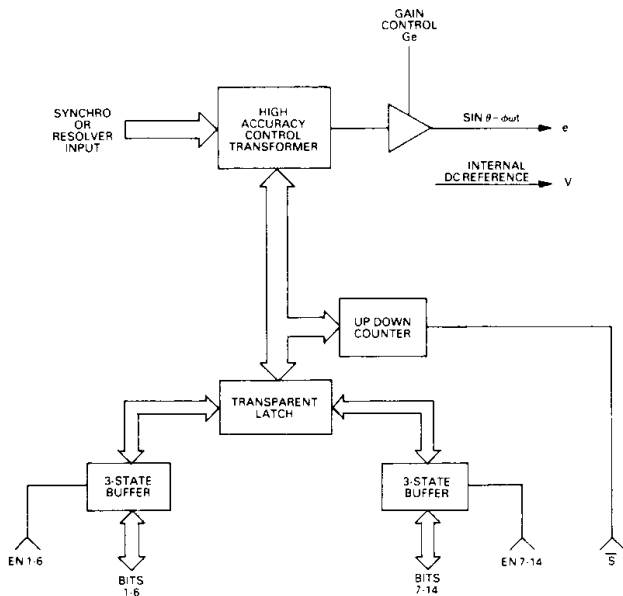 GAIN
CONTROL
Ge
SYNCHRO
OR
RESOLVER
INPUT
HIGH
ACCURACY
CONTROL
TRANSFORMER
SIN θ – ϕωt
e
INTERNAL
DC REFERENCE
V
UP DOWN
COUNTER
TRANSPARENT
LATCH
3-STATE
BUFFER
3-STATE
BUFFER
EN 1-6
BITS
1-6
BITS
7-14
EN 7-14
S̅